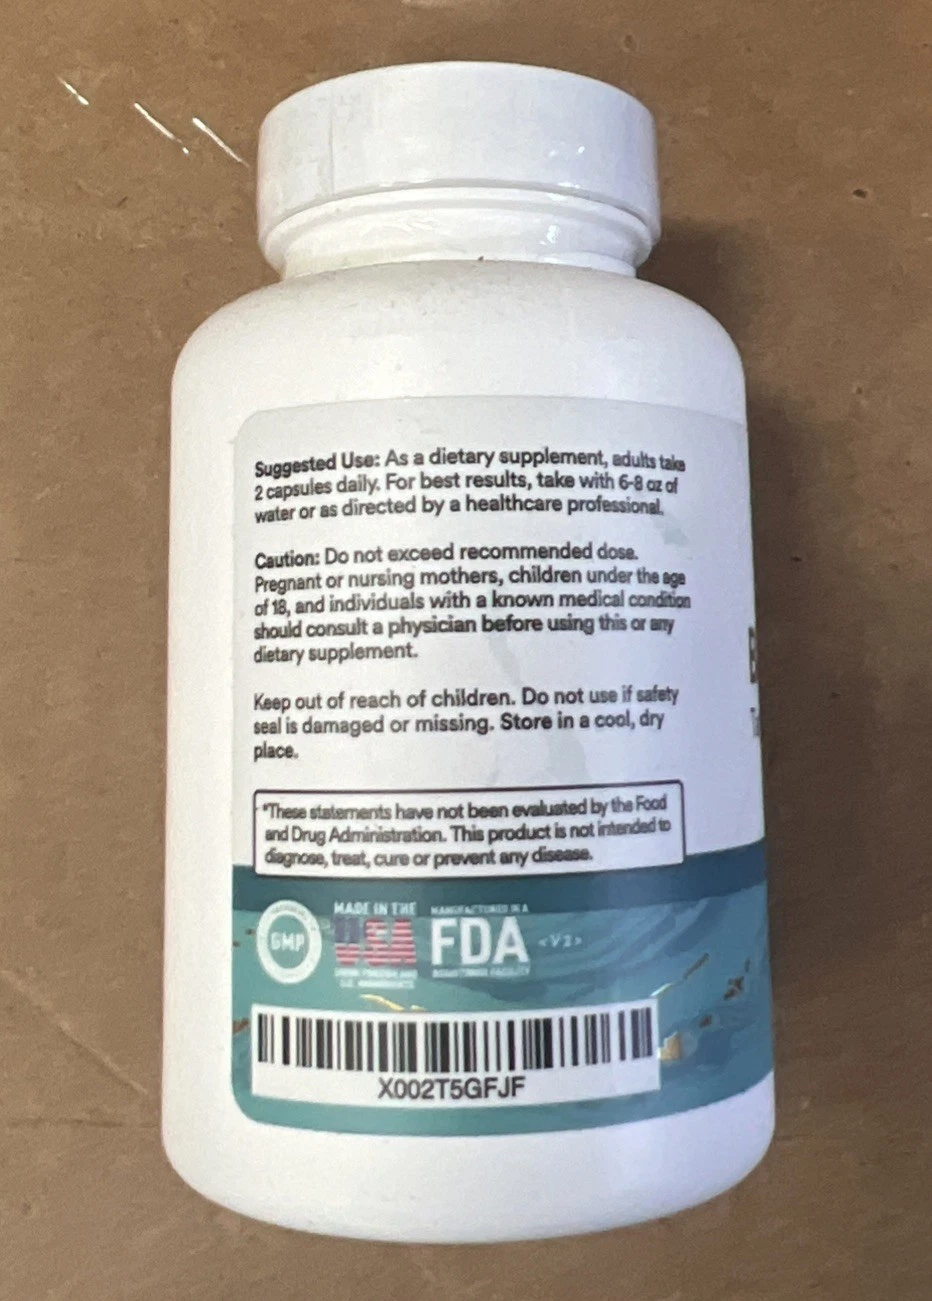 Suggested Use: As a dietary supplement, adults take
2 capsules daily. For best results, take with 6-8 oz of
water or as directed by a healthcare professional.
Caution: Do not exceed recommended dose.
Pregnant or nursing mothers, children under the age
of 18, and individuals with a known medical condition
should consult a physician before using this or any
dietary supplement.
Keep out of reach of children. Do not use if safety
seal is damaged or missing. Store in a cool, dry
place.
*These statements have not been evaluated by the Food
and Drug Administration. This product is not intended to
diagnose, treat, cure or prevent any disease.
GMP
MADE IN THE
USA
MANUFACTURED IN A
FDA
REGISTERED FACILITY
<V2>
X002T5GFJF